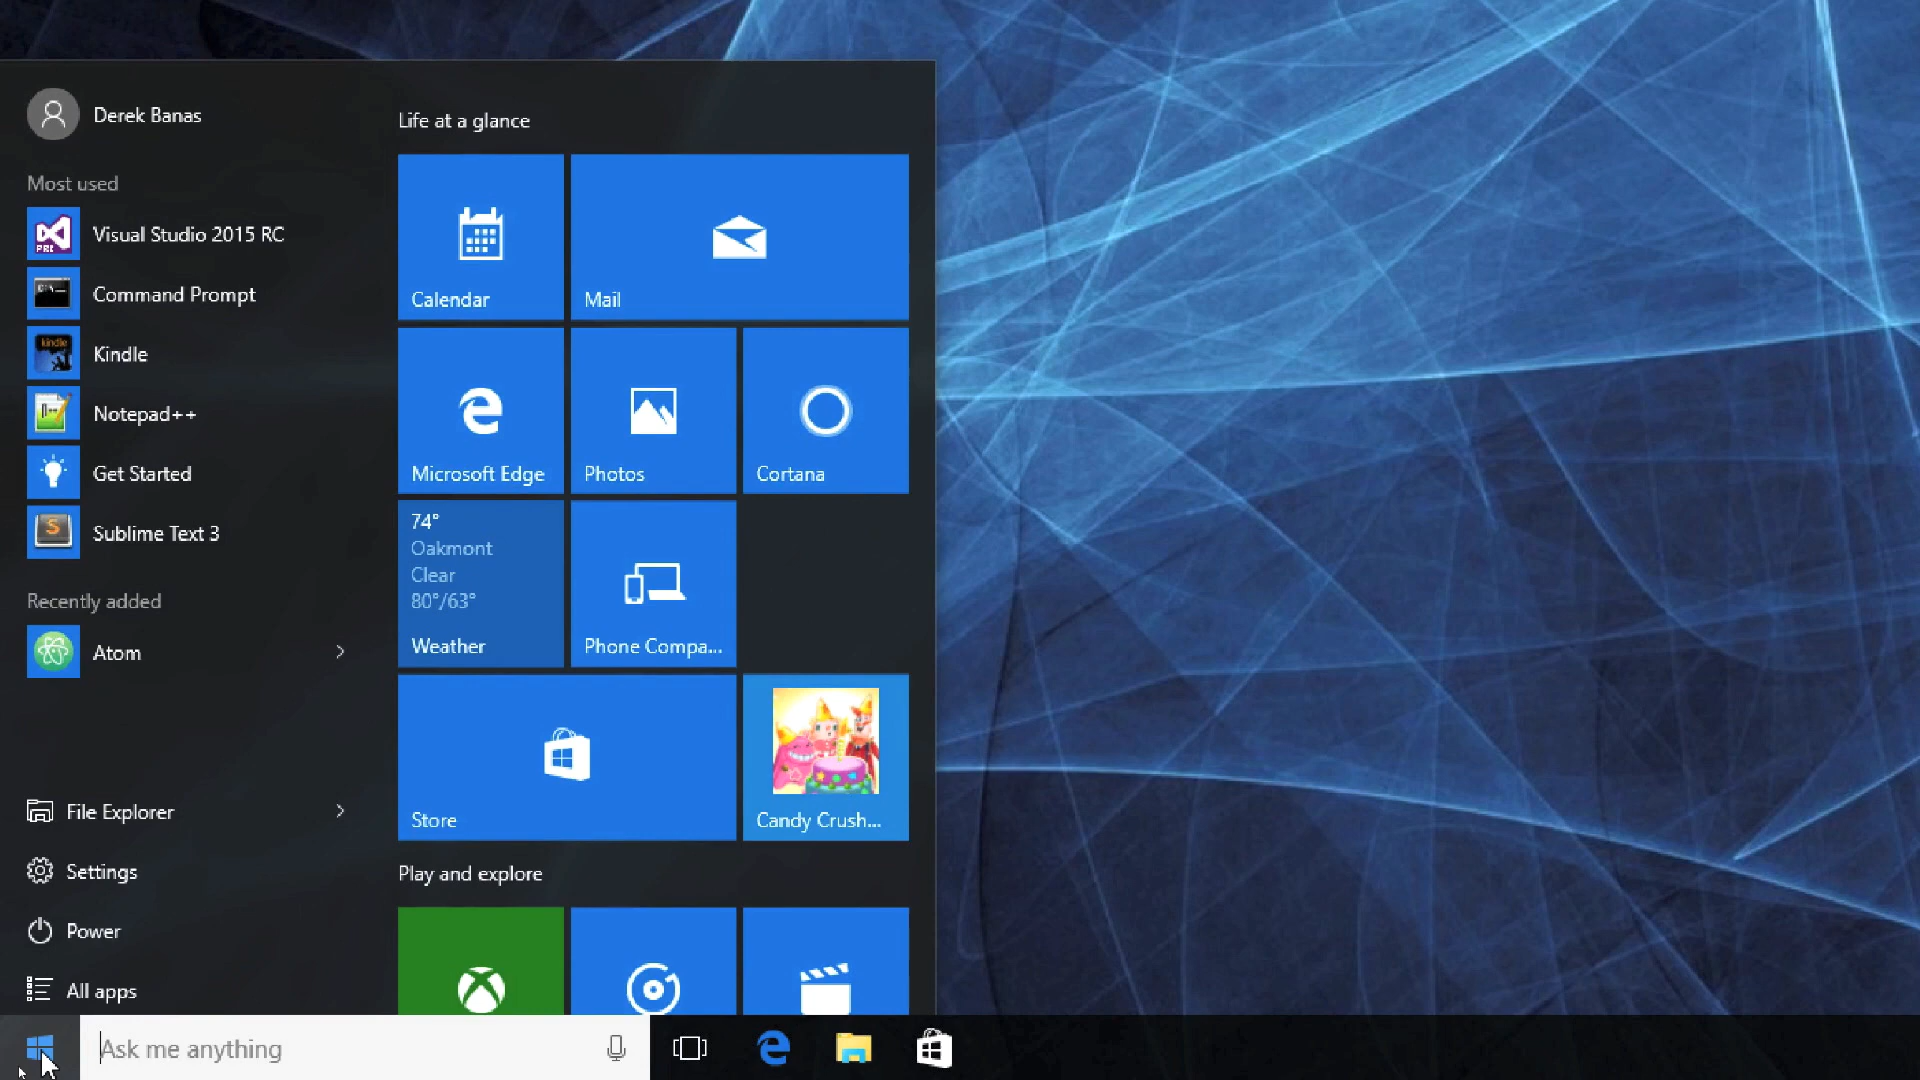 Derek Banas
Most used
Visual Studio 2015 RC
Command Prompt
Kindle
Notepad++
Get Started
Sublime Text 3
Recently added
Atom
File Explorer
Settings
Power
All apps
Life at a glance
Calendar
Mail
Microsoft Edge
Photos
Cortana
74°
Oakmont
Clear
80°/63°
Weather
Phone Compa...
Store
Candy Crush...
Play and explore
Ask me anything